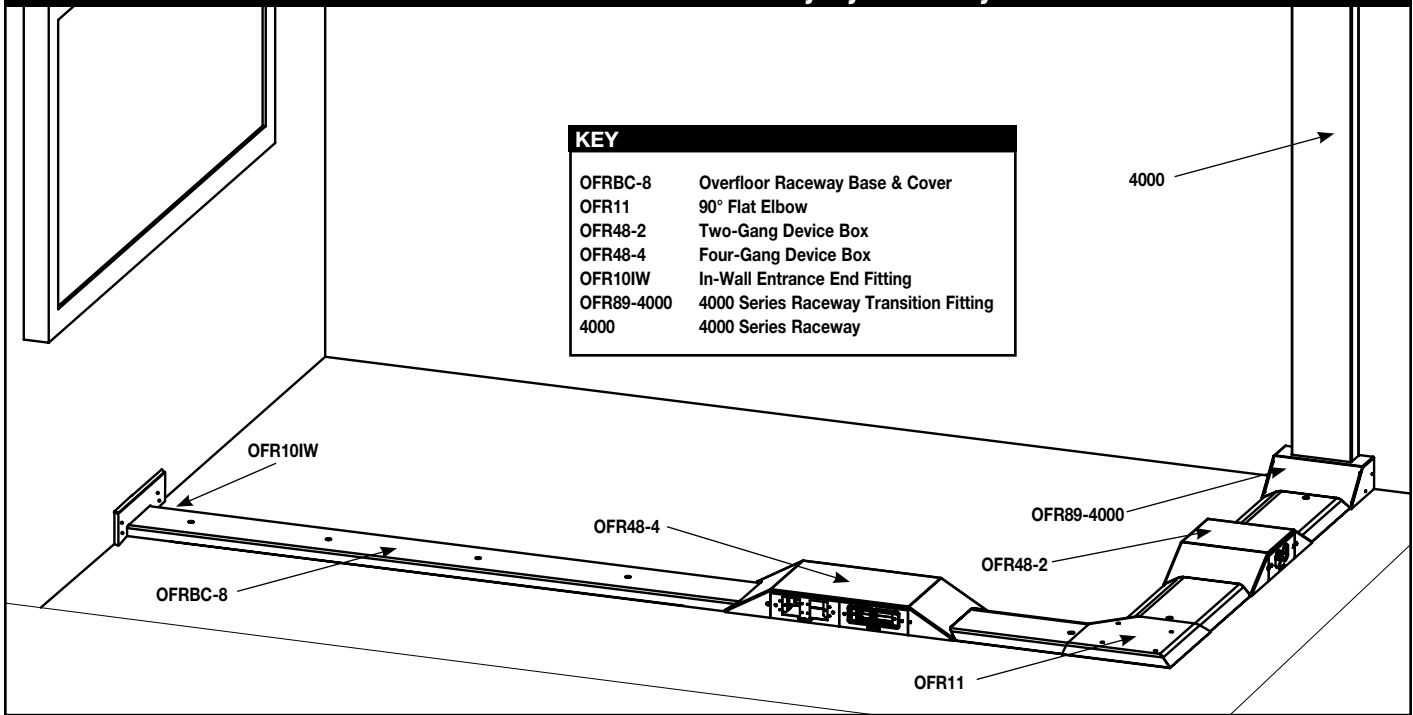 KEY
OFRBC-8 Overfloor Raceway Base & Cover
OFR11 90° Flat Elbow
OFR48-2 Two-Gang Device Box
OFR48-4 Four-Gang Device Box
OFR10IW In-Wall Entrance End Fitting
OFR89-4000 4000 Series Raceway Transition Fitting
4000 4000 Series Raceway
4000
OFR10IW
OFR89-4000
OFR48-4
OFR48-2
OFRBC-8
OFR11